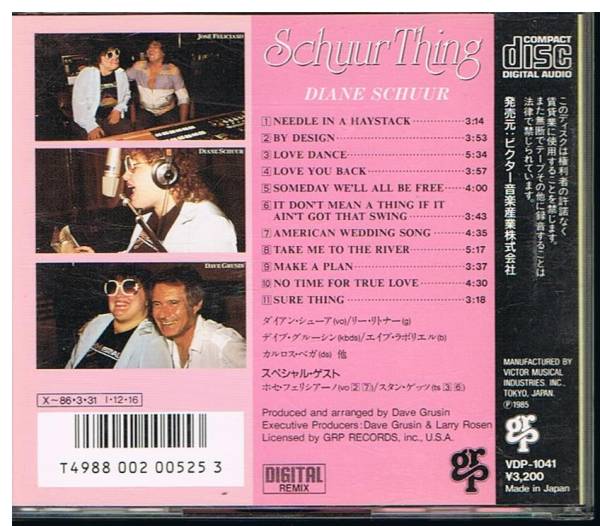 JOSÉ FELICIANO
DIANE SCHUUR
DAVE GRUSIN
X～86・3・31 I・12・16
T4988 002 00525 3
Schuur Thing
DIANE SCHUUR
1 NEEDLE IN A HAYSTACK 3:14
2 BY DESIGN 3:53
3 LOVE DANCE 5:34
4 LOVE YOU BACK 3:57
5 SOMEDAY WE'LL ALL BE FREE 4:00
6 IT DON'T MEAN A THING IF IT
AIN'T GOT THAT SWING 3:43
7 AMERICAN WEDDING SONG 4:35
8 TAKE ME TO THE RIVER 5:17
9 MAKE A PLAN 3:37
10 NO TIME FOR TRUE LOVE 4:30
11 SURE THING 3:18
ダイアン・シューア(vo)/リー・リトナー(g)
デイブ・グルーシン(kbds)/エイブ・ラボリエル(b)
カルロス・ベガ(ds) 他
スペシャル・ゲスト
ホセ・フェリシアーノ(vo 2 7)/スタン・ゲッツ(ts 3 6)
Produced and arranged by Dave Grusin
Executive Producers:Dave Grusin & Larry Rosen
Licensed by GRP RECORDS, inc., U.S.A.
DIGITAL
REMIX
grp
COMPACT
disc
DIGITAL AUDIO
このディスクは権利者の許諾なく
賃貸業に使用することを禁じます。
また無断でテープその他に録音することは
法律で禁じられています。
発売元：ビクター音楽産業株式会社
MANUFACTURED BY
VICTOR MUSICAL
INDUSTRIES. INC.,
TOKYO, JAPAN.
Ⓟ1985
grp
VDP-1041
¥3,200
Made in Japan